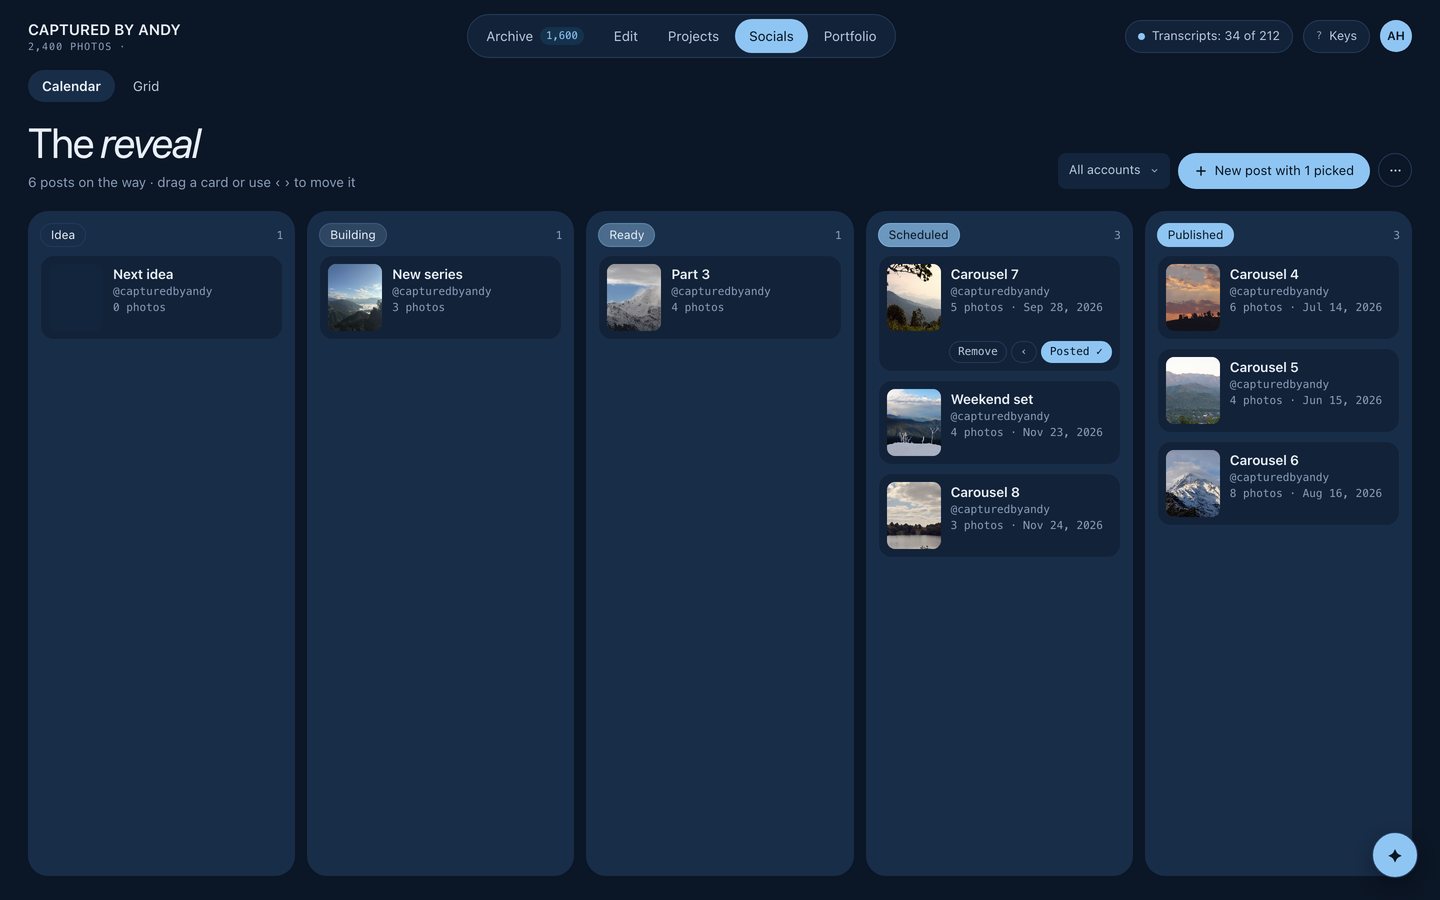 CAPTURED BY ANDY
2,400 PHOTOS ·
Archive 1,600 Edit Projects Socials Portfolio
Transcripts: 34 of 212
? Keys
AH
Calendar Grid
The reveal
6 posts on the way · drag a card or use ‹ › to move it
All accounts
+ New post with 1 picked
···
Idea 1
Next idea
@capturedbyandy
0 photos
Building 1
New series
@capturedbyandy
3 photos
Ready 1
Part 3
@capturedbyandy
4 photos
Scheduled 3
Carousel 7
@capturedbyandy
5 photos · Sep 28, 2026
Remove ‹ Posted ✓
Weekend set
@capturedbyandy
4 photos · Nov 23, 2026
Carousel 8
@capturedbyandy
3 photos · Nov 24, 2026
Published 3
Carousel 4
@capturedbyandy
6 photos · Jul 14, 2026
Carousel 5
@capturedbyandy
4 photos · Jun 15, 2026
Carousel 6
@capturedbyandy
8 photos · Aug 16, 2026